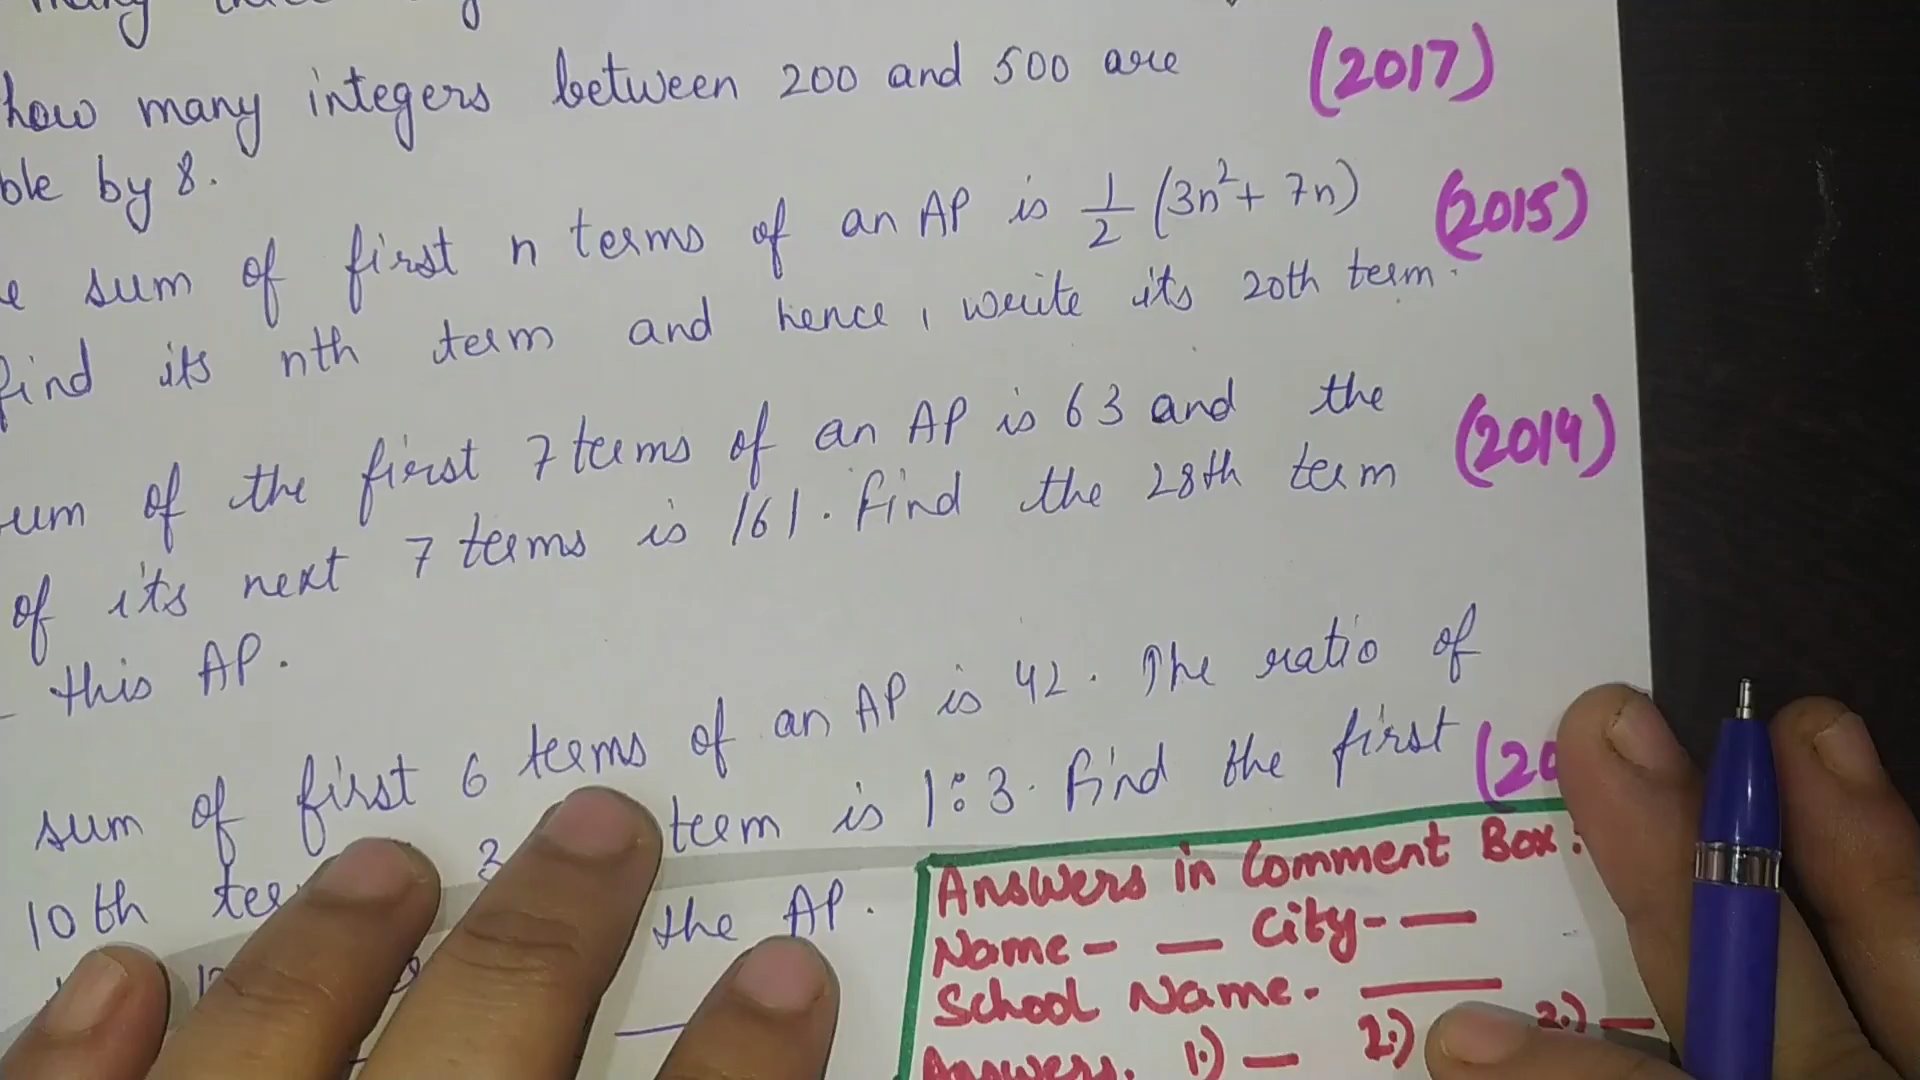 how many integers between 200 and 500 are (2017)
ble by 8.
e sum of first n terms of an AP is 1/2 (3n²+ 7n) (2015)
find its nth term and hence, write its 20th term.
um of the first 7 terms of an AP is 63 and the (2014)
of its next 7 terms is 161. Find the 28th term
this AP.
sum of first 6 terms of an AP is 42. The ratio of
10th ter 3 term is 1:3. Find the first (20
the AP.
Answers in Comment Box:
Name- — City- —
School Name. —
Answers. 1.) — 2.) 3.) —